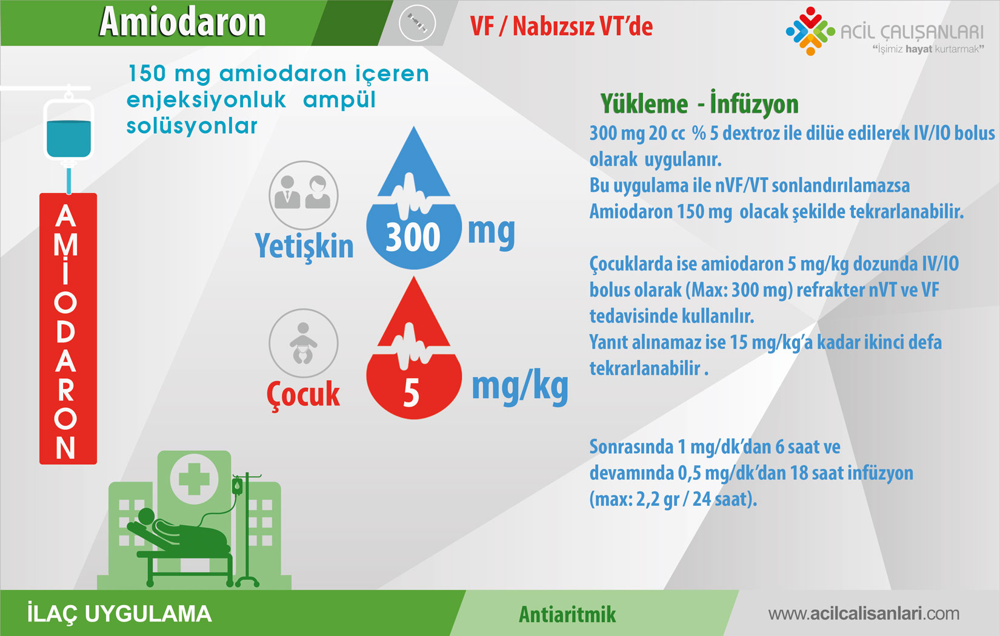 Amiodaron
VF / Nabızsız VT’de
ACİL ÇALIŞANLARI
“İşimiz hayat kurtarmak”
150 mg amiodaron içeren
enjeksiyonluk ampül
solüsyonlar
AMİODARON
Yetişkin
300 mg
Çocuk
5 mg/kg
Yükleme - İnfüzyon
300 mg 20 cc % 5 dextroz ile dilüe edilerek IV/IO bolus
olarak uygulanır.
Bu uygulama ile nVF/VT sonlandırılamazsa
Amiodaron 150 mg olacak şekilde tekrarlanabilir.
Çocuklarda ise amiodaron 5 mg/kg dozunda IV/IO
bolus olarak (Max: 300 mg) refrakter nVT ve VF
tedavisinde kullanılır.
Yanıt alınamaz ise 15 mg/kg’a kadar ikinci defa
tekrarlanabilir .
Sonrasında 1 mg/dk’dan 6 saat ve
devamında 0,5 mg/dk’dan 18 saat infüzyon
(max: 2,2 gr / 24 saat).
İLAÇ UYGULAMA
Antiaritmik
www.acilcalisanlari.com